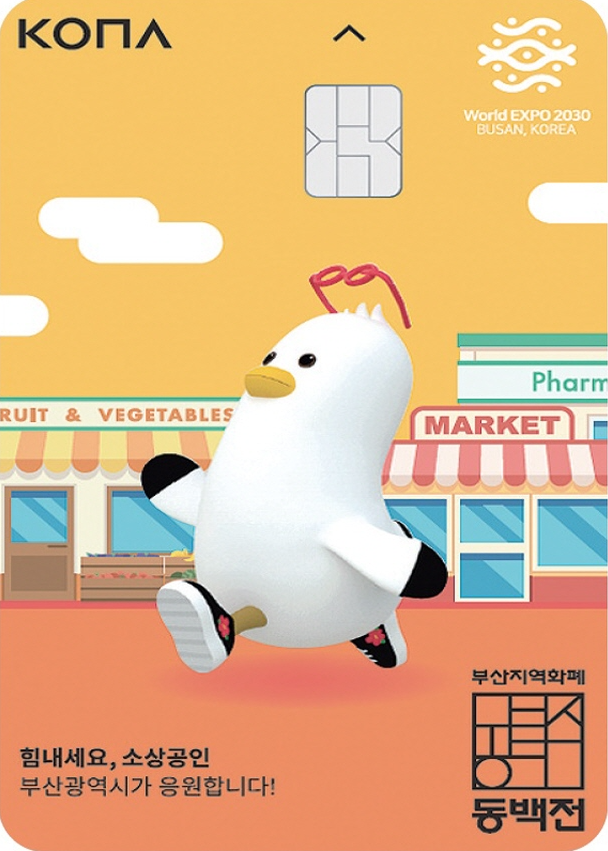 KOПΛ
World EXPO 2030
BUSAN, KOREA
Pharm
RUIT & VEGETABLES
MARKET
부산지역화폐
동백전
힘내세요, 소상공인
부산광역시가 응원합니다!